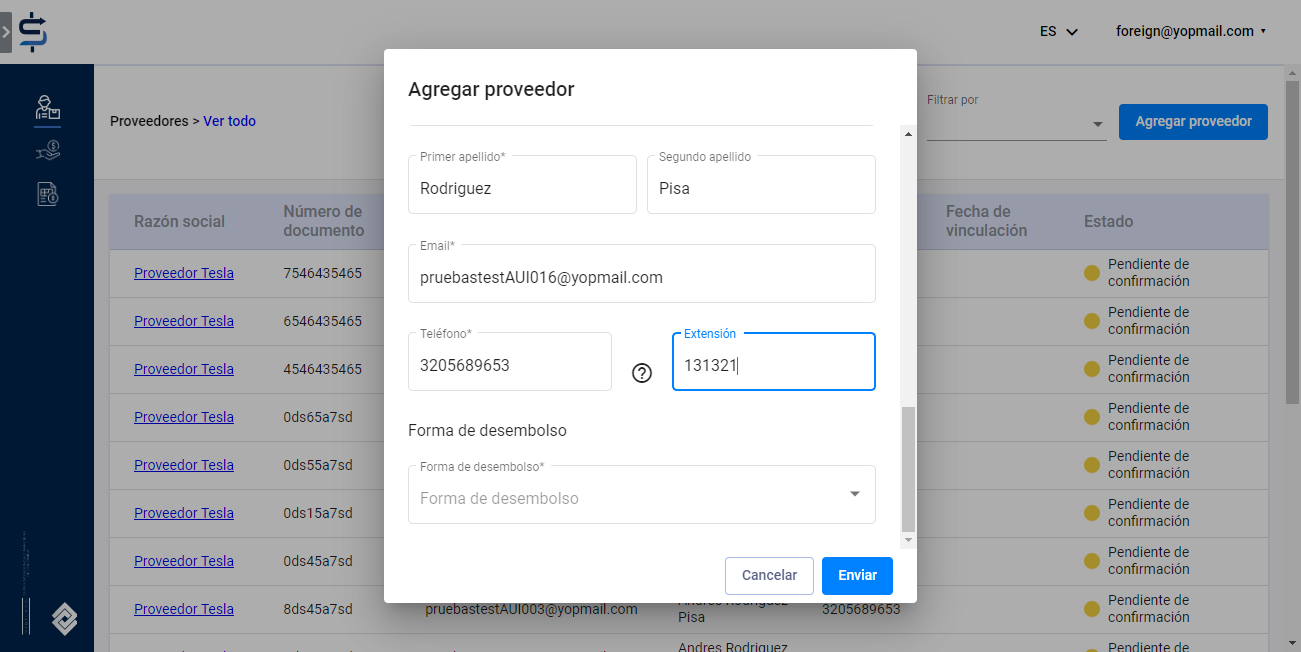 ES
foreign@yopmail.com
Agregar proveedor
Proveedores > Ver todo
Filtrar por
Agregar proveedor
Primer apellido*
Rodriguez
Segundo apellido
Pisa
Email*
pruebastestAUI016@yopmail.com
Teléfono*
3205689653
Extensión
131321
Forma de desembolso
Forma de desembolso*
Forma de desembolso
Cancelar
Enviar
Razón social
Número de documento
Fecha de vinculación
Estado
Proveedor Tesla 7546435465 Pendiente de confirmación
Proveedor Tesla 6546435465 Pendiente de confirmación
Proveedor Tesla 4546435465 Pendiente de confirmación
Proveedor Tesla 0ds65a7sd Pendiente de confirmación
Proveedor Tesla 0ds55a7sd Pendiente de confirmación
Proveedor Tesla 0ds15a7sd Pendiente de confirmación
Proveedor Tesla 0ds45a7sd Pendiente de confirmación
Proveedor Tesla 8ds45a7sd pruebastestAUI003@yopmail.com Andres Rodriguez Pisa 3205689653 Pendiente de confirmación
Andres Rodriguez Pendiente de